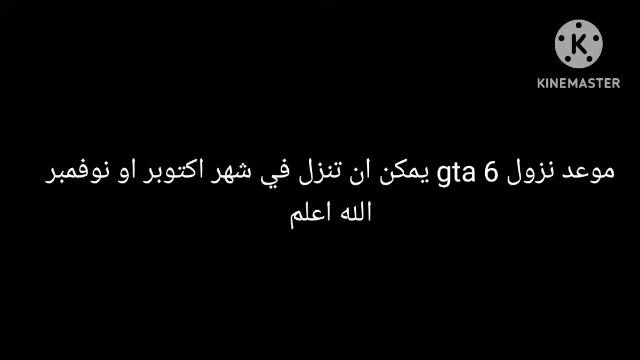 KINEMASTER
موعد نزول gta 6 يمكن ان تنزل في شهر اكتوبر او نوفمبر
الله اعلم